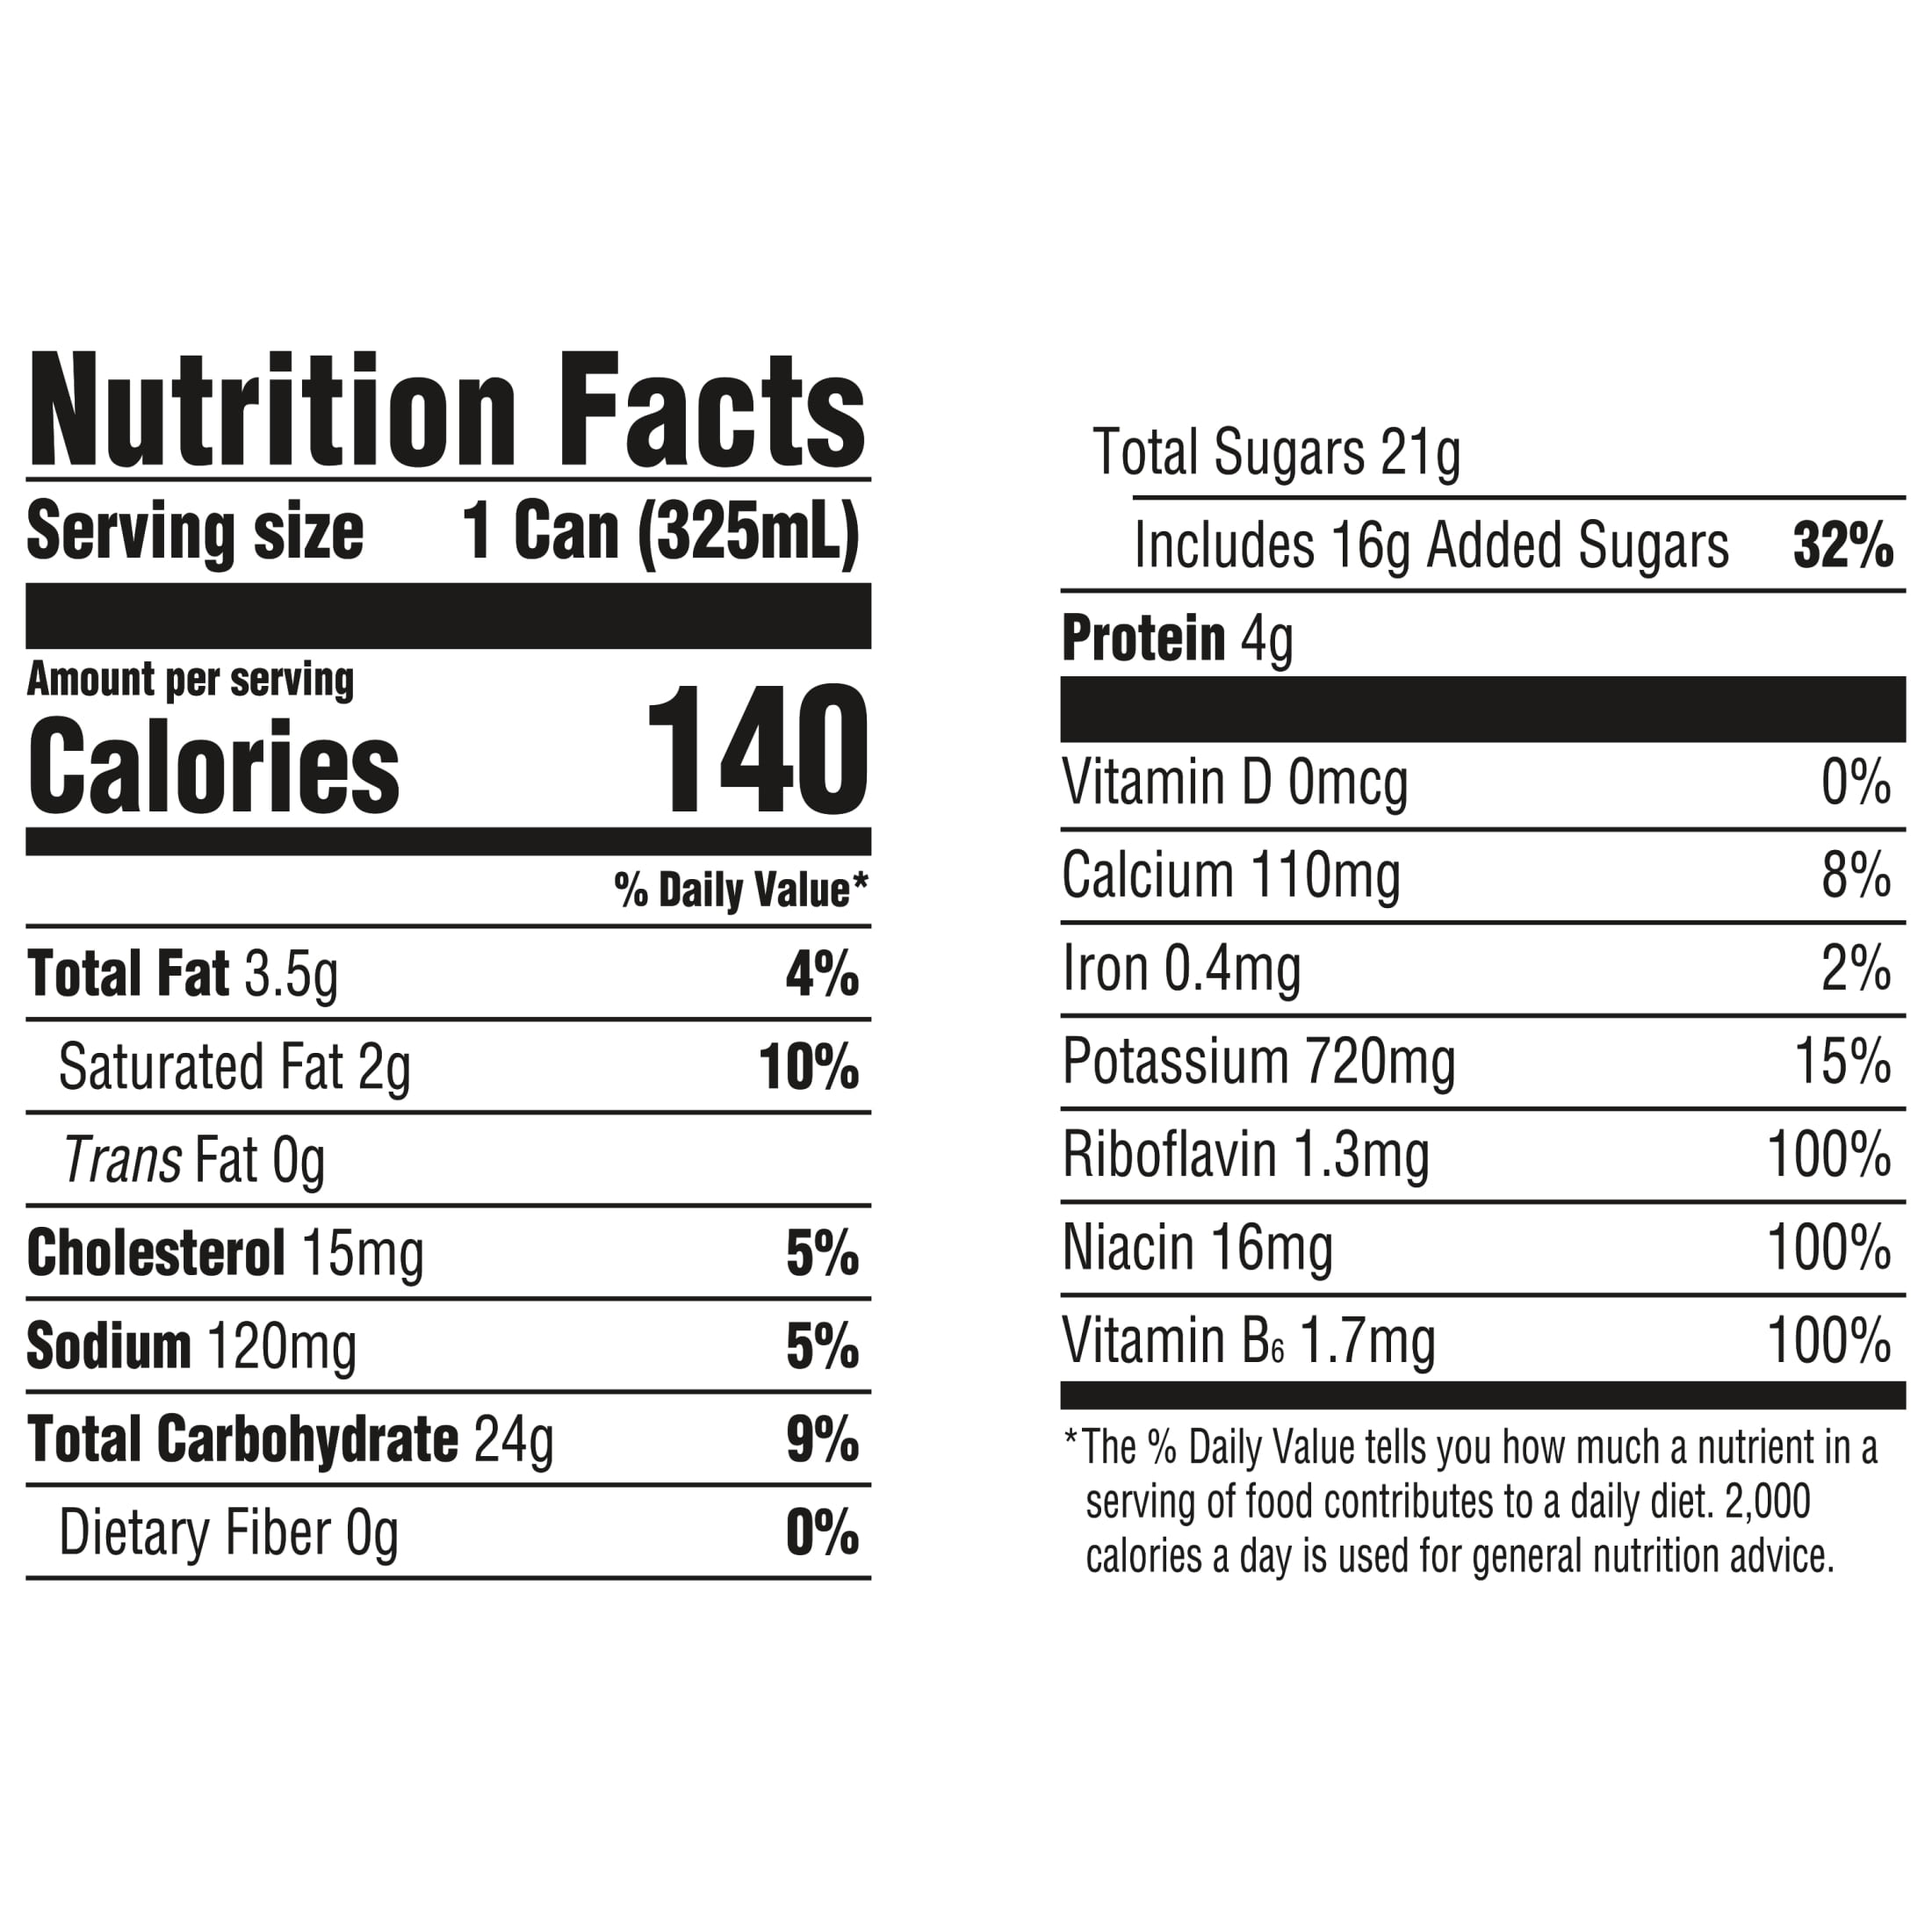 Nutrition Facts
Serving size 1 Can (325mL)
Amount per serving
Calories 140
% Daily Value*
Total Fat 3.5g 4%
Saturated Fat 2g 10%
Trans Fat 0g
Cholesterol 15mg 5%
Sodium 120mg 5%
Total Carbohydrate 24g 9%
Dietary Fiber 0g 0%
Total Sugars 21g
Includes 16g Added Sugars 32%
Protein 4g
Vitamin D 0mcg 0%
Calcium 110mg 8%
Iron 0.4mg 2%
Potassium 720mg 15%
Riboflavin 1.3mg 100%
Niacin 16mg 100%
Vitamin B6 1.7mg 100%
*The % Daily Value tells you how much a nutrient in a
serving of food contributes to a daily diet. 2,000
calories a day is used for general nutrition advice.